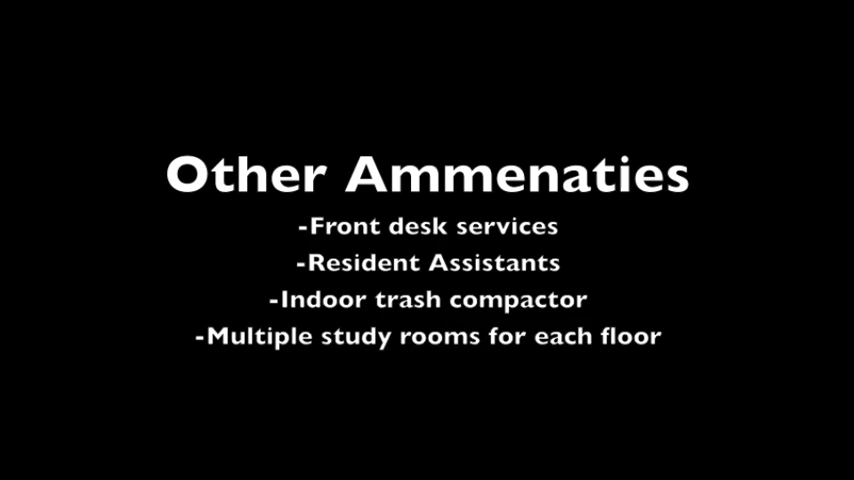 Other Ammenaties
-Front desk services
-Resident Assistants
-Indoor trash compactor
-Multiple study rooms for each floor